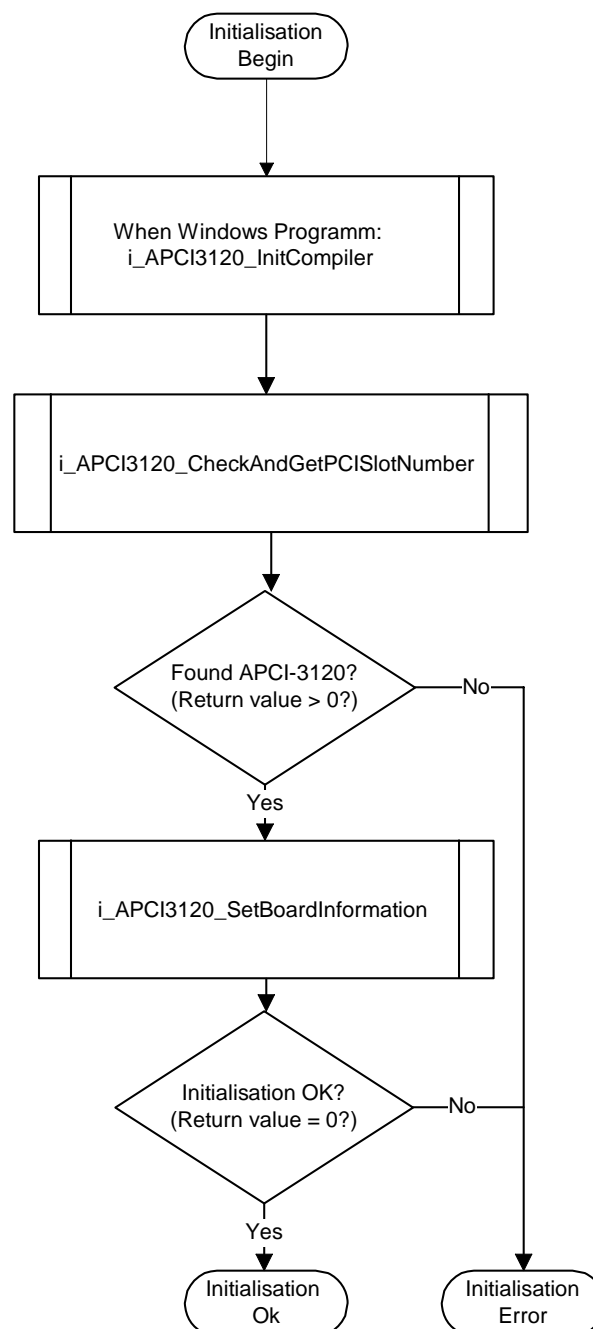 Initialisation
Begin
When Windows Programm:
i_APCI3120_InitCompiler
i_APCI3120_CheckAndGetPCISlotNumber
Found APCI-3120?
(Return value > 0?)
No
Yes
i_APCI3120_SetBoardInformation
Initialisation OK?
(Return value = 0?)
No
Yes
Initialisation
Ok
Initialisation
Error